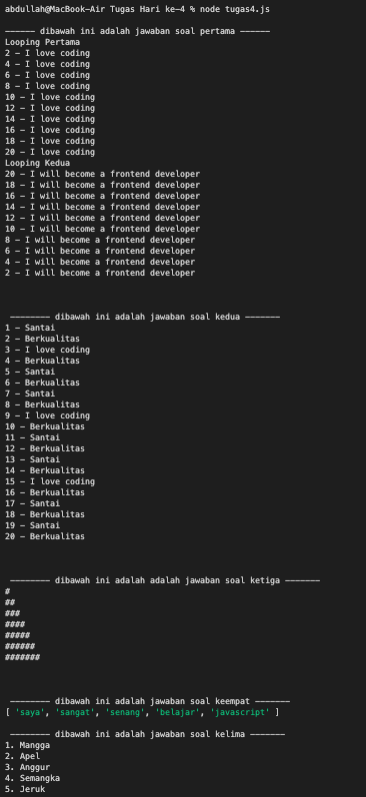 abdullah@MacBook-Air Tugas Hari ke-4 % node tugas4.js
------ dibawah ini adalah jawaban soal pertama ------
Looping Pertama
2 - I love coding
4 - I love coding
6 - I love coding
8 - I love coding
10 - I love coding
12 - I love coding
14 - I love coding
16 - I love coding
18 - I love coding
20 - I love coding
Looping Kedua
20 - I will become a frontend developer
18 - I will become a frontend developer
16 - I will become a frontend developer
14 - I will become a frontend developer
12 - I will become a frontend developer
10 - I will become a frontend developer
8 - I will become a frontend developer
6 - I will become a frontend developer
4 - I will become a frontend developer
2 - I will become a frontend developer
-------- dibawah ini adalah jawaban soal kedua -------
1 - Santai
2 - Berkualitas
3 - I love coding
4 - Berkualitas
5 - Santai
6 - Berkualitas
7 - Santai
8 - Berkualitas
9 - I love coding
10 - Berkualitas
11 - Santai
12 - Berkualitas
13 - Santai
14 - Berkualitas
15 - I love coding
16 - Berkualitas
17 - Santai
18 - Berkualitas
19 - Santai
20 - Berkualitas
-------- dibawah ini adalah adalah jawaban soal ketiga -------
#
##
###
####
#####
######
#######
-------- dibawah ini adalah jawaban soal keempat -------
[ 'saya', 'sangat', 'senang', 'belajar', 'javascript' ]
-------- dibawah ini adalah jawaban soal kelima -------
1. Mangga
2. Apel
3. Anggur
4. Semangka
5. Jeruk